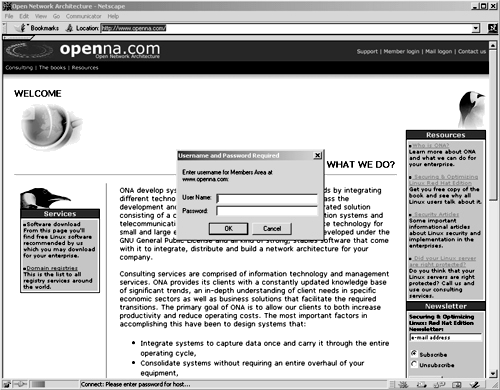 Open Network Architecture - Netscape
File Edit View Go Communicator Help
Bookmarks Location: http://www.openna.com/
openna.com
Open Network Architecture
Support | Member login | Mail logon | Contact us
Consulting | The books | Resources
WELCOME
WHAT WE DO?
Username and Password Required
Enter username for Members Area at
www.openna.com:
User Name:
Password:
OK Cancel
Services
Software download
From this page you'll
find free Linux software
recommended by us
which you may download
for your enterprise.
Domain registries
This is the list to all
registry services around
the world.
ONA develop sys
ds by integrating
different techno
ass the
development an
rated solution
consisting of a c
on systems and
telecommunicati
ce technology for
small and large e
developed under the
GNU General Public License and all kind of strong, stables software that come
with it to integrate, distribute and build a network architecture for your
company.
Consulting services are comprised of information technology and management
services. ONA provides its clients with a constantly updated knowledge base
of significant trends, an in-depth understanding of client needs in specific
economic sectors as well as business solutions that facilitate the required
transitions. The primary goal of ONA is to allow our clients to both increase
productivity and reduce operating costs. The most important factors in
accomplishing this have been to design systems that:
Integrate systems to capture data once and carry it through the entire
operating cycle,
Consolidate systems without requiring an entire overhaul of your
equipment,
Resources
Who is ONA?
Learn more about ONA
and what we can do for
your enterprise.
Securing & Optimizing
Linux Red Hat Edition
Get you free copy of the
book and see why all
Linux users talk about it.
Security Articles
Some important
informational articles
about Linux security and
implementation in the
enterprises.
Did your Linux server
are right protected?
Do you think that your
Linux servers are right
protected? Call us and
use our consulting
services.
Newsletter
Securing & Optimizing
Linux: Red Hat Edition
Newsletter:
e-mail address
Subscribe
Unsubscribe
Connect: Please enter password for host...